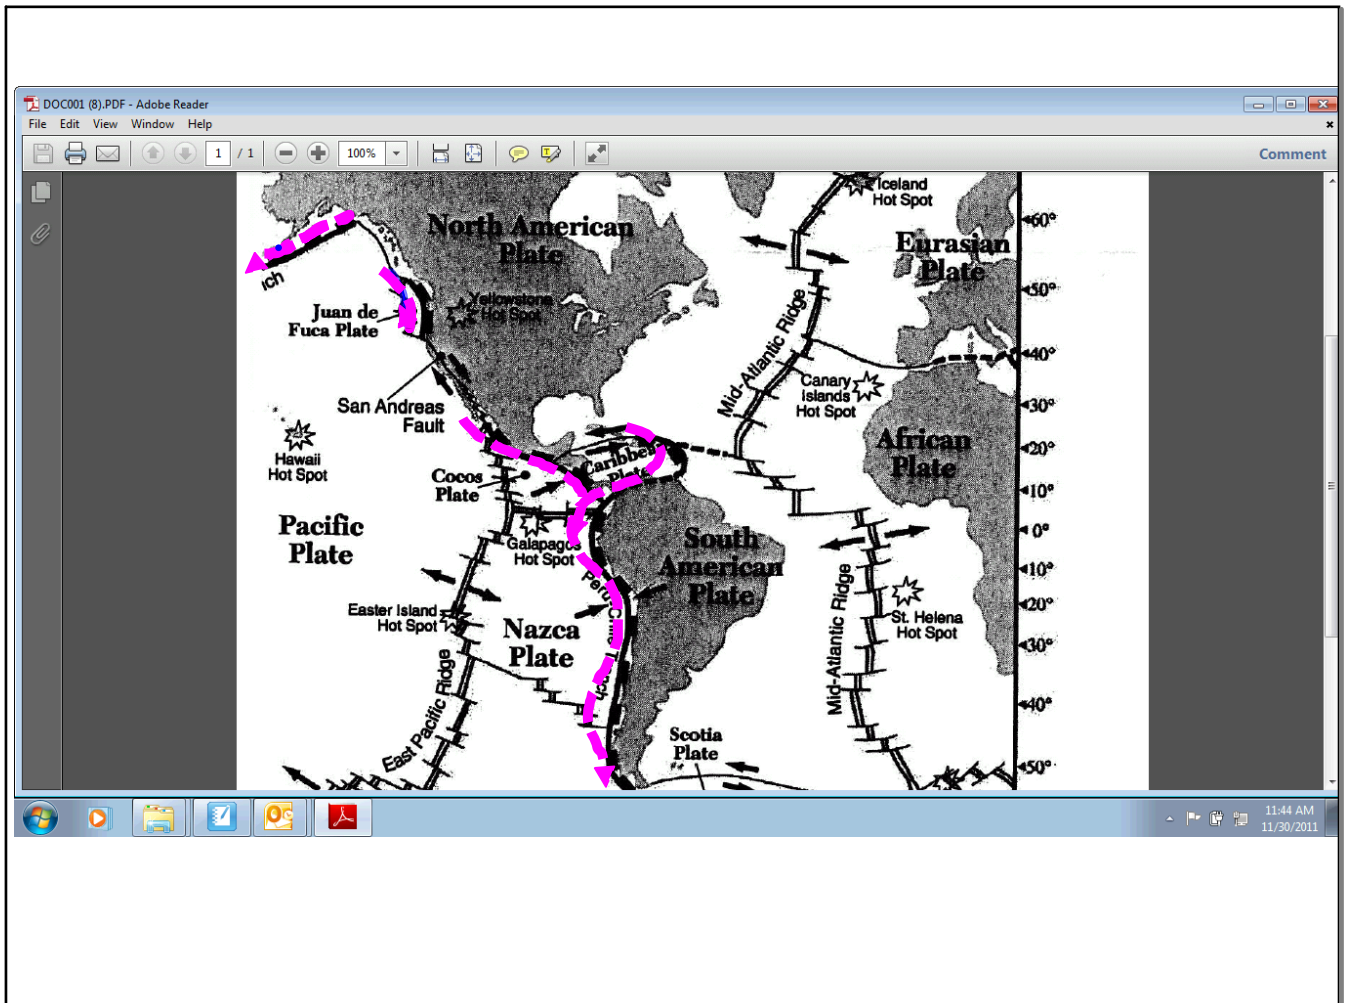 DOC001 (8).PDF - Adobe Reader
File Edit View Window Help
1 / 1 100% Comment
Iceland
Hot Spot
60°
North American
Plate
Eurasian
Plate
ich
50°
Juan de
Fuca Plate
Yellowstone
Hot Spot
Mid-Atlantic Ridge
40°
Canary
Islands
Hot Spot
San Andreas
Fault
30°
Hawaii
Hot Spot
African
Plate
20°
Caribbean
Plate
Cocos
Plate
10°
Pacific
Plate
Galapagos
Hot Spot
South
American
Plate
0°
10°
Peru-Chile Trench
Easter Island
Hot Spot
Nazca
Plate
Mid-Atlantic Ridge
St. Helena
Hot Spot
20°
30°
East Pacific Ridge
40°
Scotia
Plate
50°
11:44 AM
11/30/2011